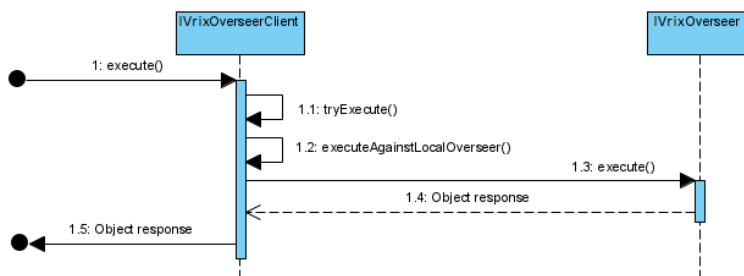 IVrixOverseerClient
IVrixOverseer
1: execute()
1.1: tryExecute()
1.2: executeAgainstLocalOverseer()
1.3: execute()
1.4: Object response
1.5: Object response